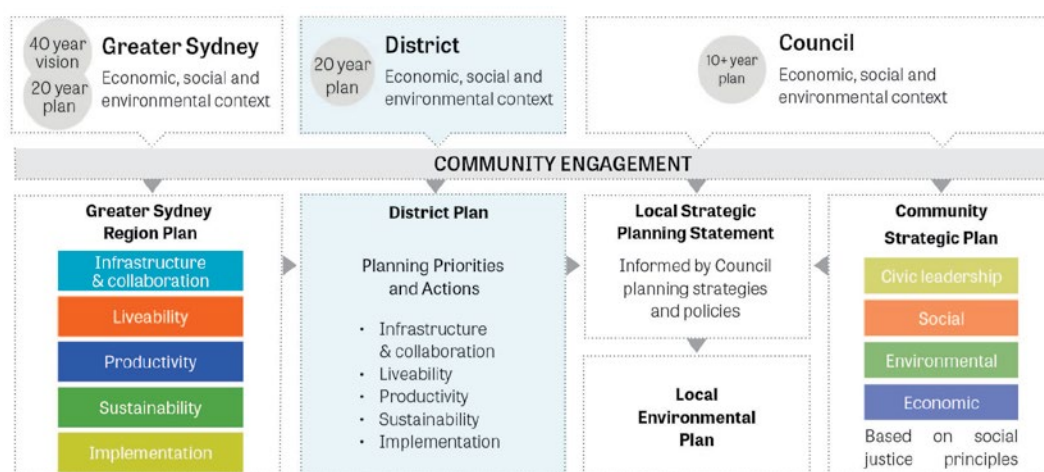 40 year
vision
20 year
plan
Greater Sydney
Economic, social and
environmental context
20 year
plan
District
Economic, social and
environmental context
10+ year
plan
Council
Economic, social and
environmental context
COMMUNITY ENGAGEMENT
Greater Sydney
Region Plan
Infrastructure
& collaboration
Liveability
Productivity
Sustainability
Implementation
District Plan
Planning Priorities
and Actions
• Infrastructure
& collaboration
• Liveability
• Productivity
• Sustainability
• Implementation
Local Strategic
Planning Statement
Informed by Council
planning strategies
and policies
Local
Environmental
Plan
Community
Strategic Plan
Civic leadership
Social
Environmental
Economic
Based on social
justice principles